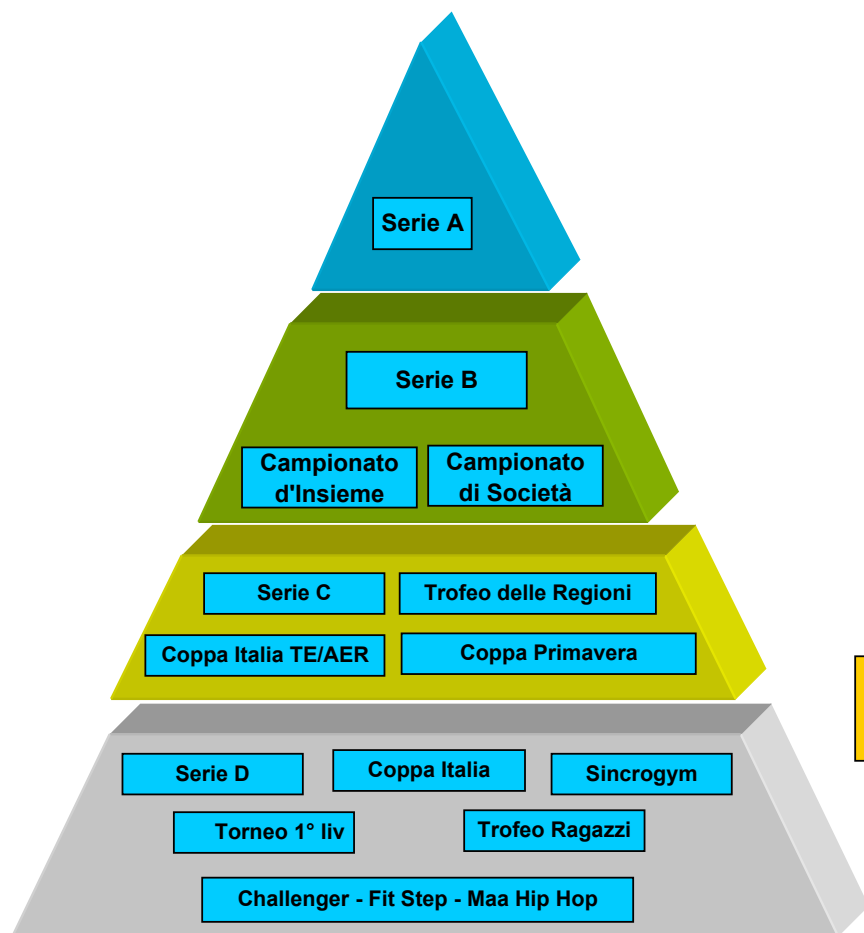 Serie A
Serie B
Campionato
d'Insieme
Campionato
di Società
Serie C
Trofeo delle Regioni
Coppa Italia TE/AER
Coppa Primavera
Serie D
Coppa Italia
Sincrogym
Torneo 1° liv
Trofeo Ragazzi
Challenger - Fit Step - Maa Hip Hop